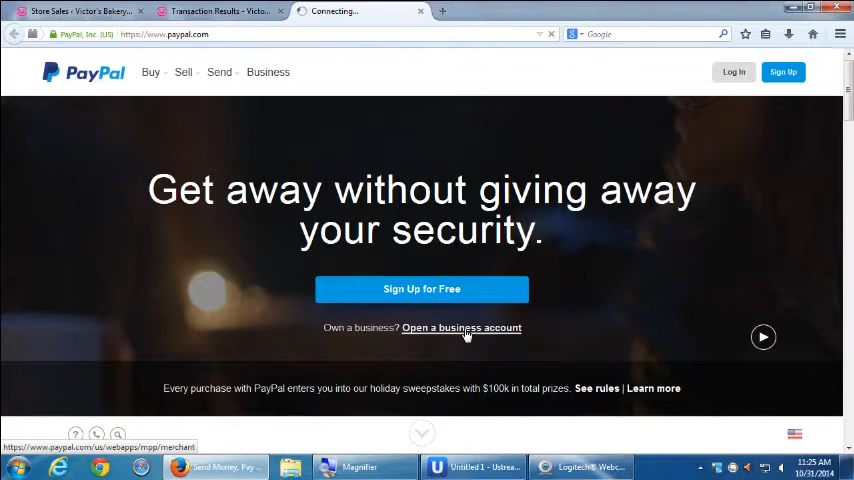 Store Sales ‹ Victor's Bakery... × Transaction Results ‹ Victo... × Connecting... × +
PayPal, Inc. (US) https://www.paypal.com Google
PayPal Buy Sell Send Business Log In Sign Up
Get away without giving away
your security.
Sign Up for Free
Own a business? Open a business account
Every purchase with PayPal enters you into our holiday sweepstakes with $100k in total prizes. See rules | Learn more
https://www.paypal.com/us/webapps/mpp/merchant
Send Money, Pay ... Magnifier Untitled 1 - Ustrea... Logitech® Webc... 11:25 AM
10/31/2014